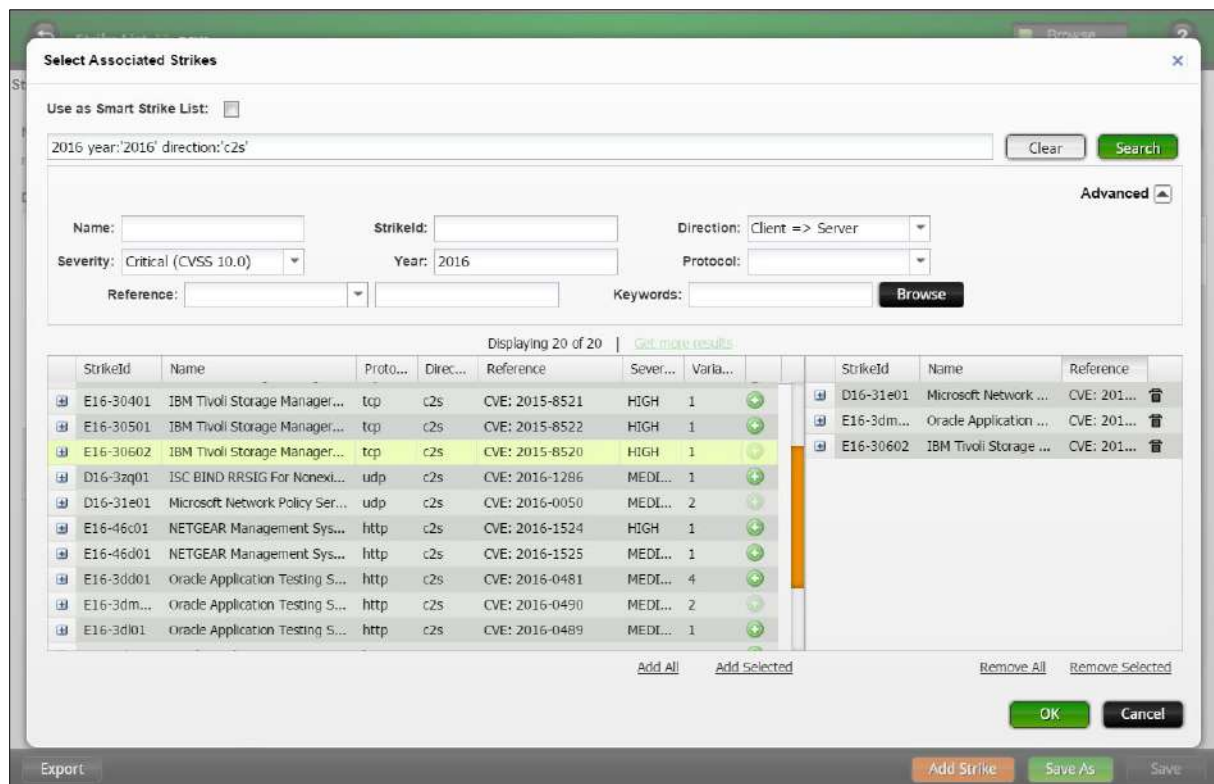 Strike List:
Browse
?
Select Associated Strikes
Use as Smart Strike List:
2016 year:'2016' direction:'c2s' Clear Search
Advanced
Name: StrikeId: Direction: Client => Server
Severity: Critical (CVSS 10.0) Year: 2016 Protocol:
Reference: Keywords: Browse
Displaying 20 of 20 | Get more results
StrikeId Name Proto... Direc... Reference Sever... Varia... StrikeId Name Reference
E16-30401 IBM Tivoli Storage Manager... tcp c2s CVE: 2015-8521 HIGH 1 D16-31e01 Microsoft Network ... CVE: 201...
E16-30501 IBM Tivoli Storage Manager... tcp c2s CVE: 2015-8522 HIGH 1 E16-3dm... Oracle Application ... CVE: 201...
E16-30602 IBM Tivoli Storage Manager... tcp c2s CVE: 2015-8520 HIGH 1 E16-30602 IBM Tivoli Storage ... CVE: 201...
D16-3zq01 ISC BIND RRSIG For Nonexi... udp c2s CVE: 2016-1286 MEDI... 1
D16-31e01 Microsoft Network Policy Ser... udp c2s CVE: 2016-0050 MEDI... 2
E16-46c01 NETGEAR Management Sys... http c2s CVE: 2016-1524 HIGH 1
E16-46d01 NETGEAR Management Sys... http c2s CVE: 2016-1525 MEDI... 1
E16-3dd01 Oracle Application Testing S... http c2s CVE: 2016-0481 MEDI... 4
E16-3dm... Oracle Application Testing S... http c2s CVE: 2016-0490 MEDI... 2
E16-3dl01 Oracle Application Testing S... http c2s CVE: 2016-0489 MEDI... 1
Add All Add Selected Remove All Remove Selected
OK Cancel
Export Add Strike Save As Save